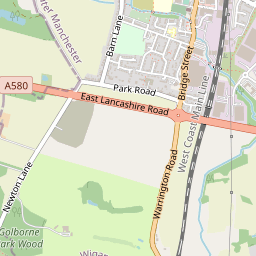 Barn Lane
Bridge Street
ter Manchester
A580
Park Road
East Lancashire Road
West Coast Main Line
Newton Lane
Warrington Road
Golborne
Park Wood
Wigan